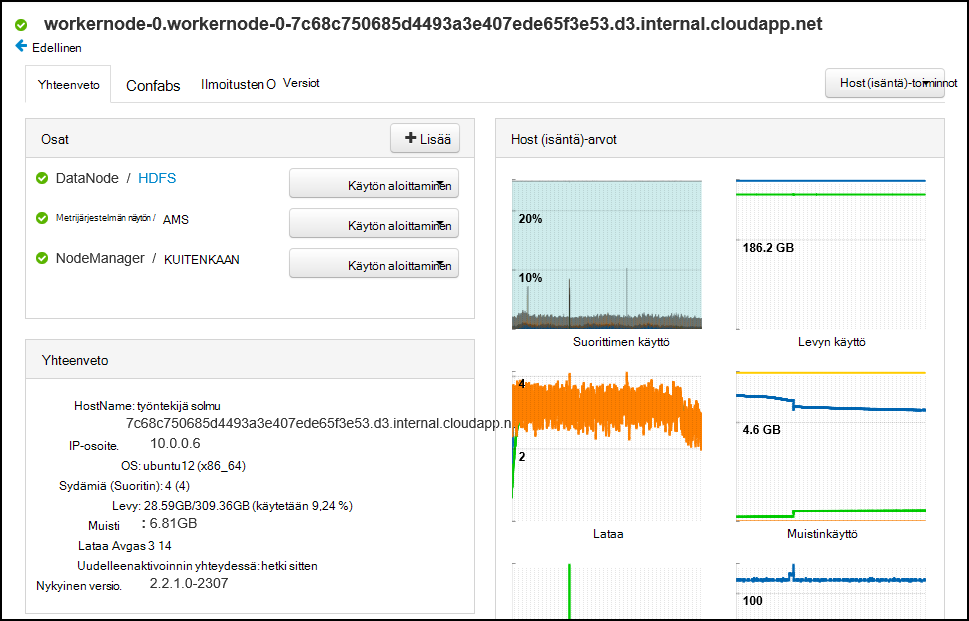 workernode-0.workernode-0-7c68c750685d4493a3e407ede65f3e53.d3.internal.cloudapp.net
Edellinen
Yhteenveto Confabs Ilmoitusten O Versiot Host (isäntä)-toiminnot
Osat Lisää
DataNode / HDFS Käytön aloittaminen
Metrijärjestelmän näytön / AMS Käytön aloittaminen
NodeManager / KUITENKAAN Käytön aloittaminen
Yhteenveto
HostName: työntekijä solmu
7c68c750685d4493a3e407ede65f3e53.d3.internal.cloudapp.n
IP-osoite. 10.0.0.6
OS: ubuntu12 (x86_64)
Sydämiä (Suoritin): 4 (4)
Levy: 28.59GB/309.36GB (käytetään 9,24 %)
Muisti : 6.81GB
Lataa Avgas 3 14
Uudelleenaktivoinnin yhteydessä: hetki sitten
Nykyinen versio. 2.2.1.0-2307
Host (isäntä)-arvot
20%
10%
Suorittimen käyttö
186.2 GB
Levyn käyttö
4
2
Lataa
4.6 GB
Muistinkäyttö
100